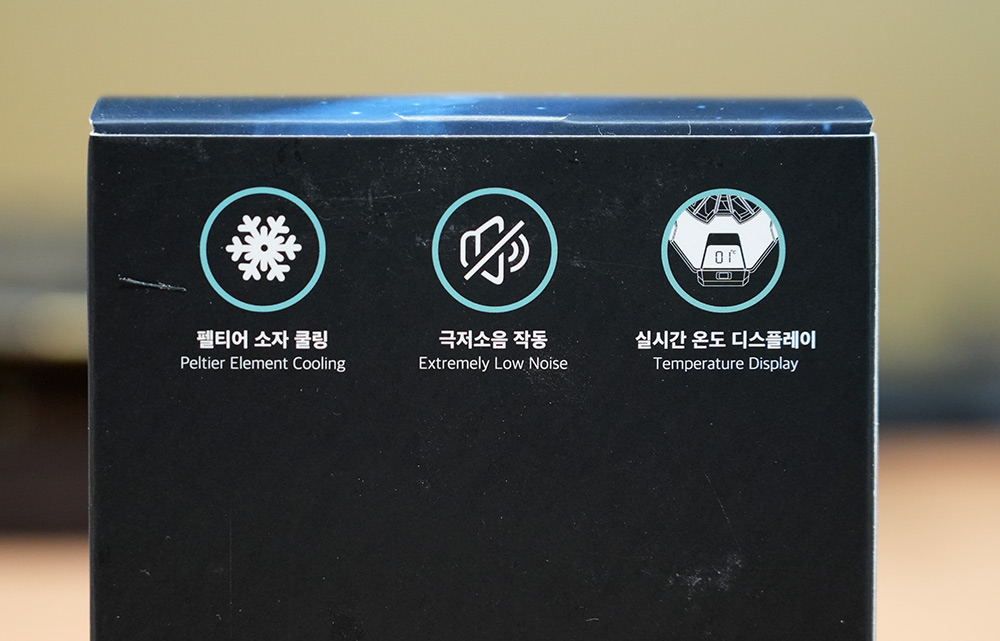 01℃
펠티어 소자 쿨링
Peltier Element Cooling
극저소음 작동
Extremely Low Noise
실시간 온도 디스플레이
Temperature Display